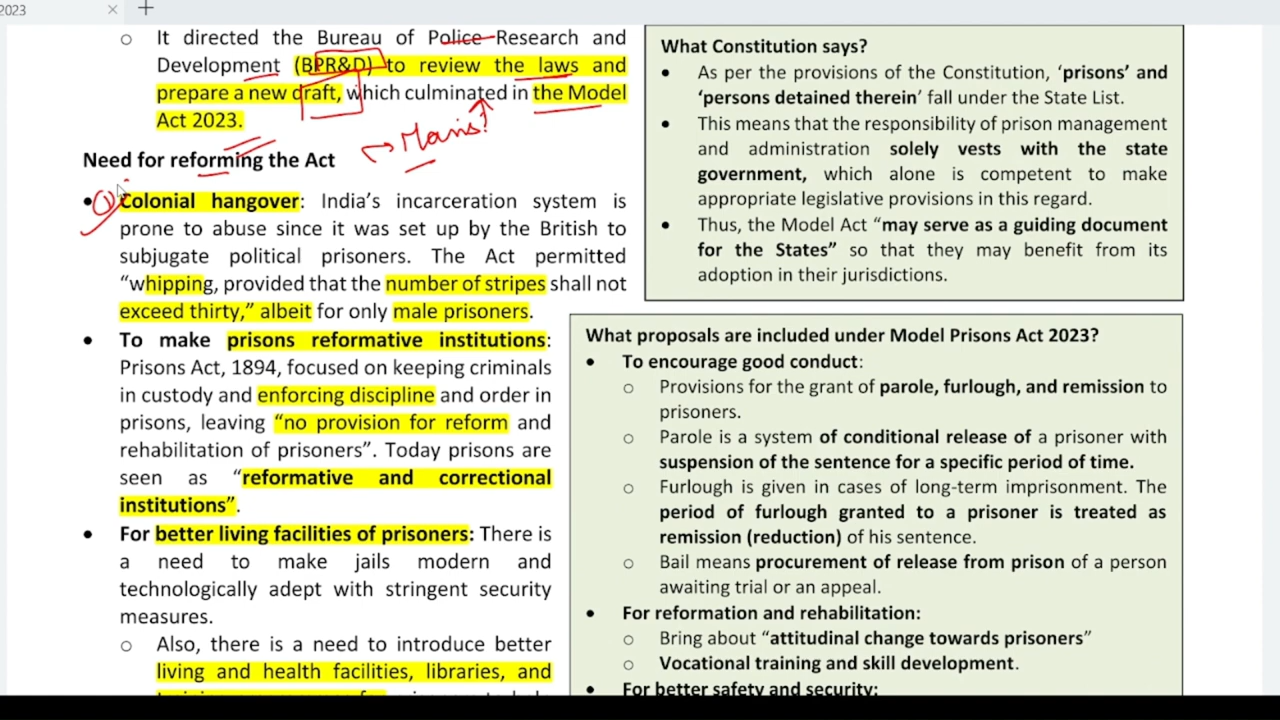 2023
○ It directed the Bureau of Police Research and
Development (BPR&D) to review the laws and
prepare a new draft, which culminated in the Model
Act 2023.
→ Mains?
Need for reforming the Act
① • Colonial hangover: India's incarceration system is
prone to abuse since it was set up by the British to
subjugate political prisoners. The Act permitted
"whipping, provided that the number of stripes shall not
exceed thirty," albeit for only male prisoners.
• To make prisons reformative institutions:
Prisons Act, 1894, focused on keeping criminals
in custody and enforcing discipline and order in
prisons, leaving "no provision for reform and
rehabilitation of prisoners". Today prisons are
seen as "reformative and correctional
institutions".
• For better living facilities of prisoners: There is
a need to make jails modern and
technologically adept with stringent security
measures.
○ Also, there is a need to introduce better
living and health facilities, libraries, and
What Constitution says?
• As per the provisions of the Constitution, 'prisons' and
'persons detained therein' fall under the State List.
• This means that the responsibility of prison management
and administration solely vests with the state
government, which alone is competent to make
appropriate legislative provisions in this regard.
• Thus, the Model Act "may serve as a guiding document
for the States" so that they may benefit from its
adoption in their jurisdictions.
What proposals are included under Model Prisons Act 2023?
• To encourage good conduct:
○ Provisions for the grant of parole, furlough, and remission to
prisoners.
○ Parole is a system of conditional release of a prisoner with
suspension of the sentence for a specific period of time.
○ Furlough is given in cases of long-term imprisonment. The
period of furlough granted to a prisoner is treated as
remission (reduction) of his sentence.
○ Bail means procurement of release from prison of a person
awaiting trial or an appeal.
• For reformation and rehabilitation:
○ Bring about "attitudinal change towards prisoners"
○ Vocational training and skill development.
• For better safety and security: